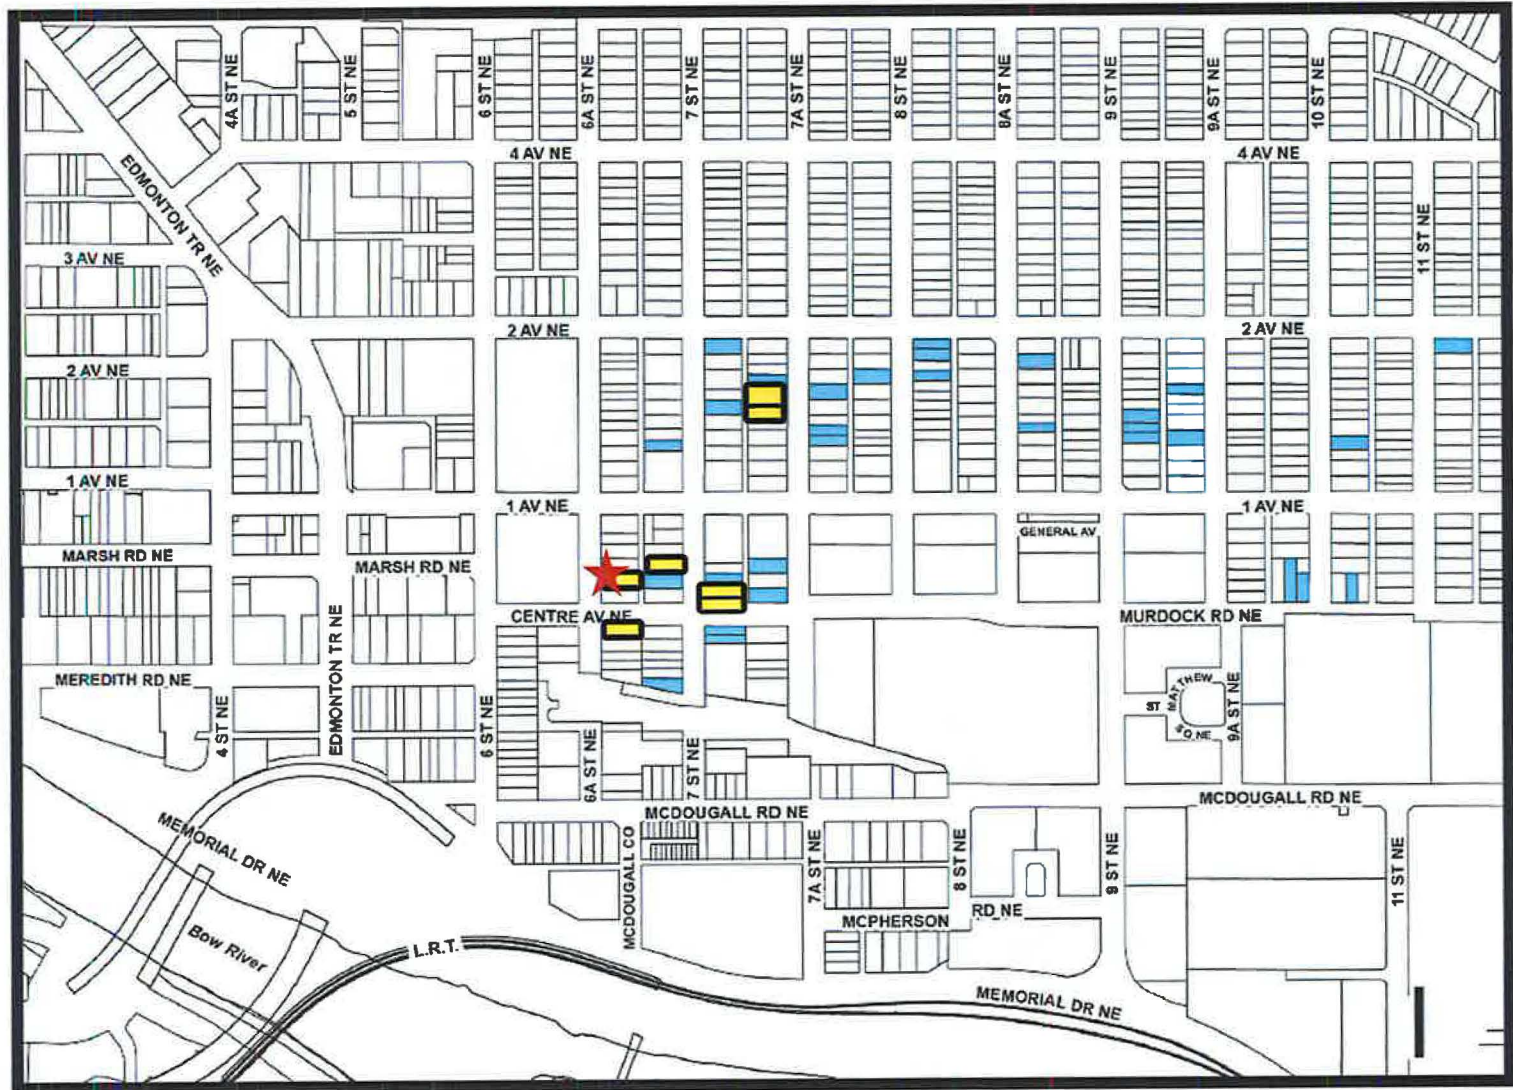 4A ST NE
5 ST NE
6 ST NE
6A ST NE
7 ST NE
7A ST NE
8 ST NE
8A ST NE
9 ST NE
9A ST NE
10 ST NE
4 AV NE
4 AV NE
EDMONTON TR NE
11 ST NE
3 AV NE
2 AV NE
2 AV NE
2 AV NE
1 AV NE
1 AV NE
1 AV NE
GENERAL AV
MARSH RD NE
MARSH RD NE
CENTRE AV NE
MURDOCK RD NE
EDMONTON TR NE
MEREDITH RD NE
4 ST NE
6 ST NE
6A ST NE
7 ST NE
ST MATTHEW SQ NE
9A ST NE
MCDOUGALL RD NE
MCDOUGALL RD NE
MEMORIAL DR NE
MCDOUGALL CO
7A ST NE
8 ST NE
9 ST NE
11 ST NE
MCPHERSON RD NE
Bow River
L.R.T.
MEMORIAL DR NE